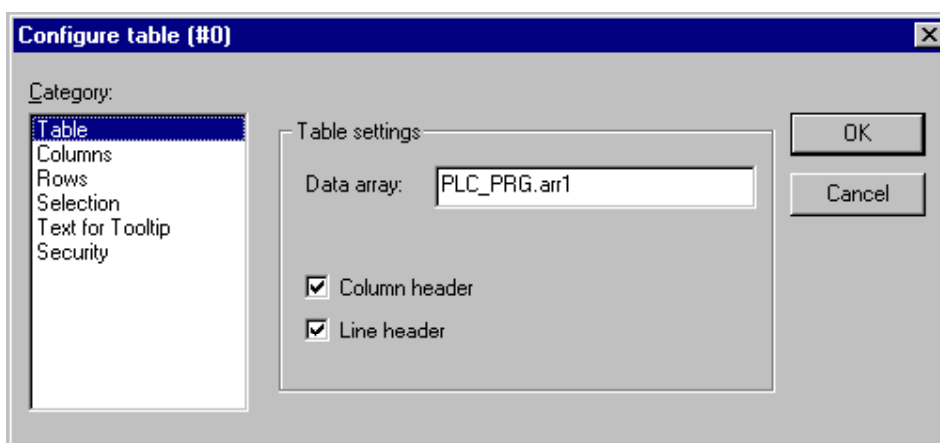 Configure table (#0)
Category:
Table
Columns
Rows
Selection
Text for Tooltip
Security
Table settings
Data array: PLC_PRG.arr1
Column header
Line header
OK
Cancel